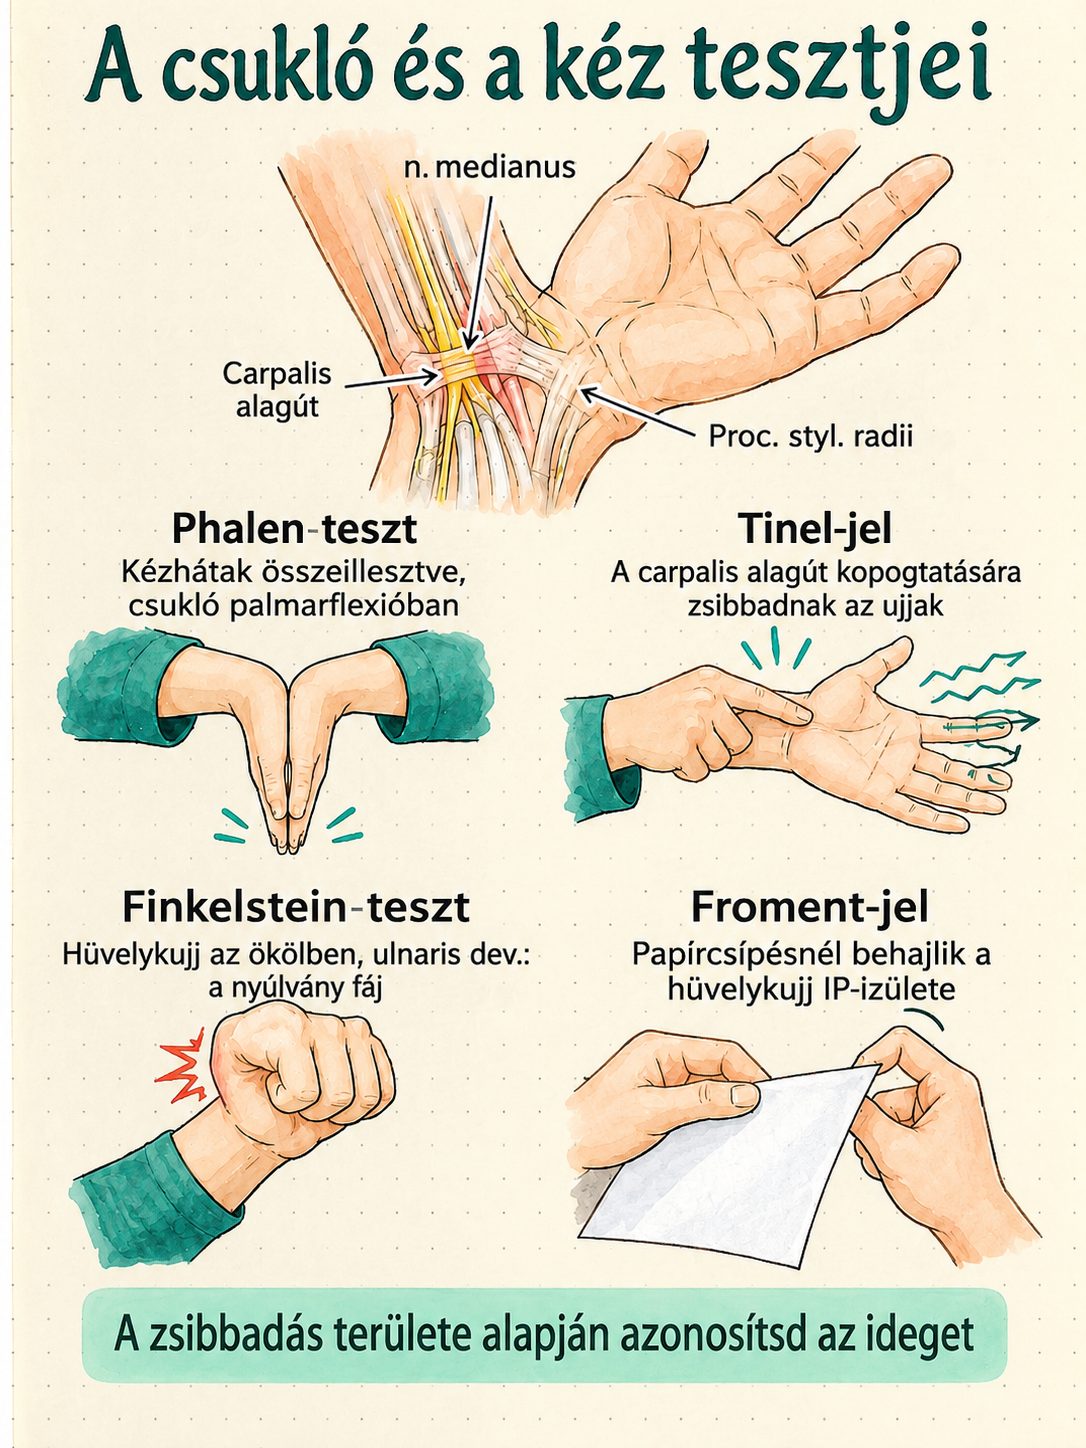 A csukló és a kéz tesztjei
n. medianus
Carpalis
alagút
Proc. styl. radii
Phalen-teszt
Kézhátak összeillesztve,
csukló palmarflexióban
Tinel-jel
A carpalis alagút kopogtatására
zsibbadnak az ujjak
Finkelstein-teszt
Hüvelykujj az ökölben, ulnaris dev.:
a nyúlvány fáj
Froment-jel
Papírcsípésnél behajlik a
hüvelykujj IP-izülete
A zsibbadás területe alapján azonosítsd az ideget